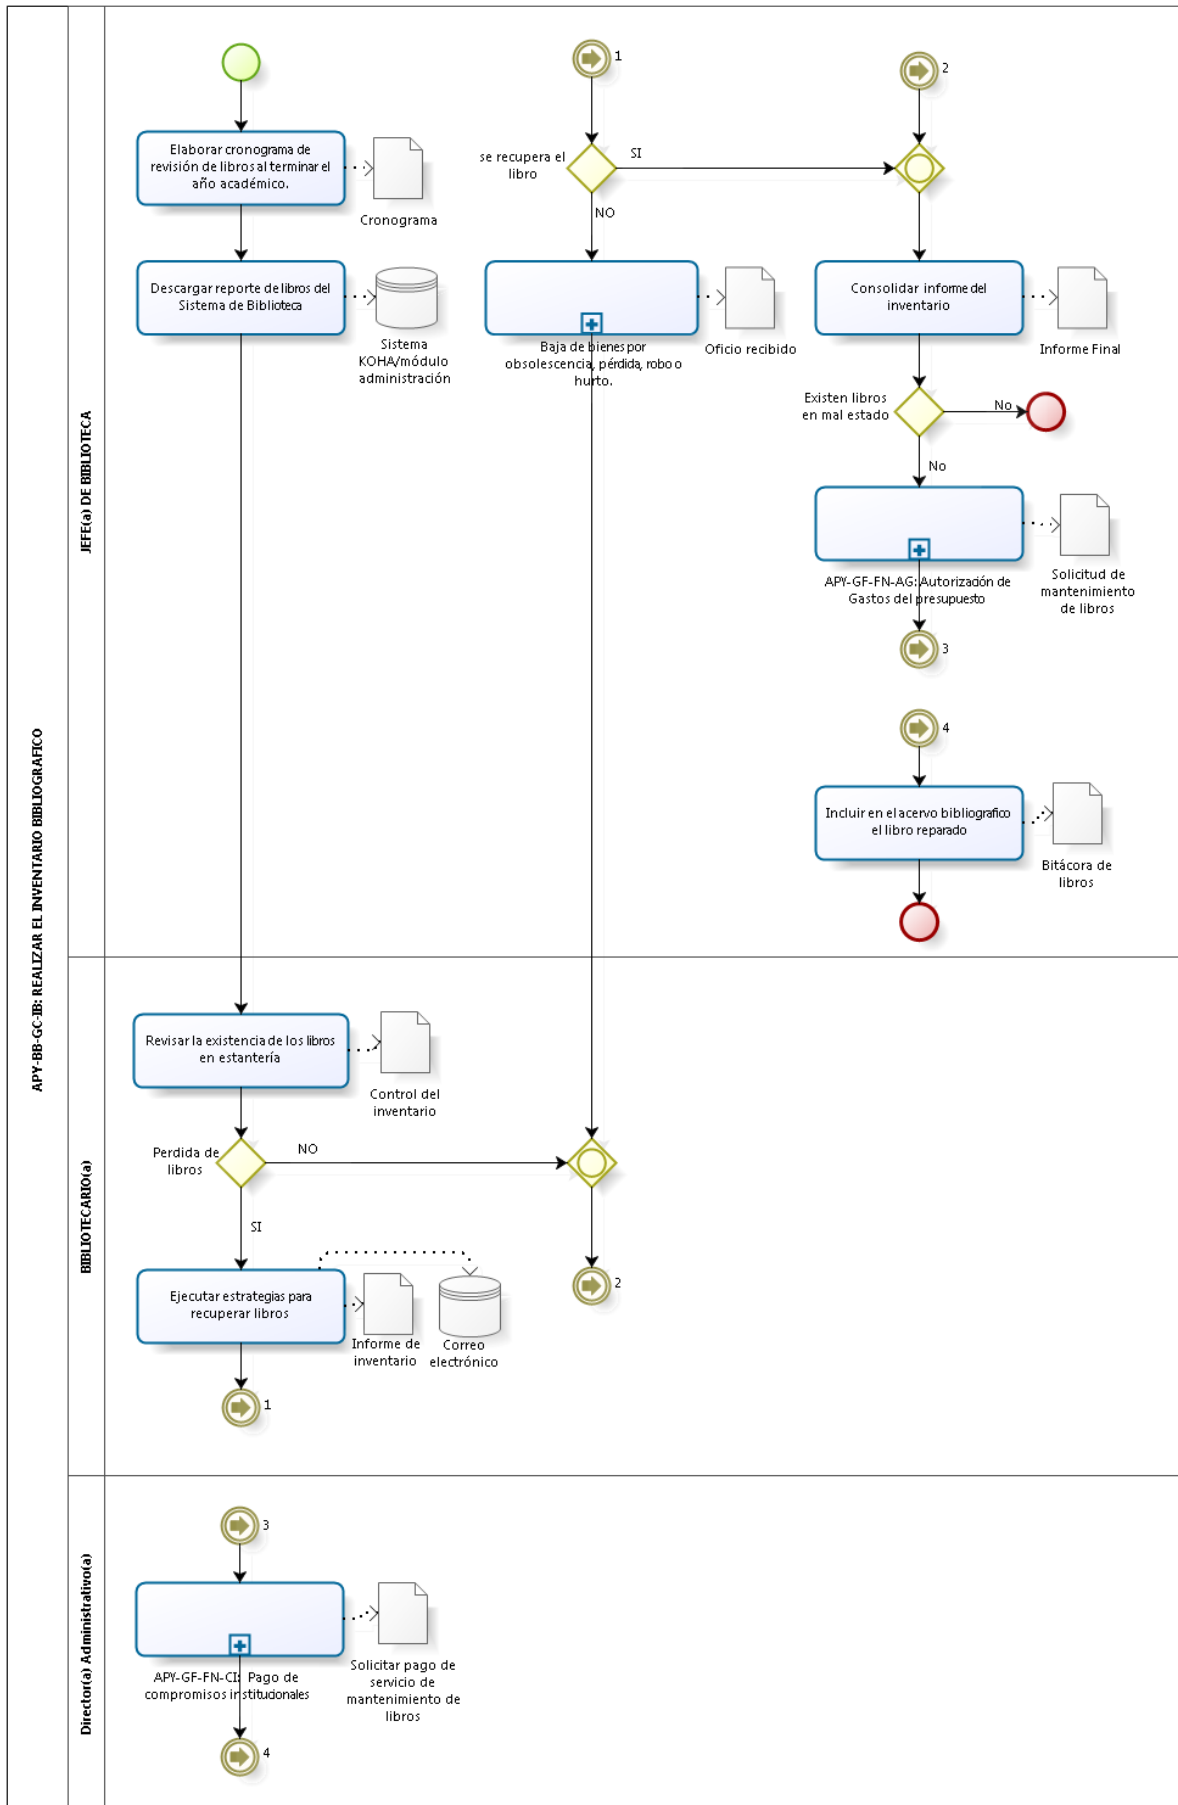 APY-BB-GC-IB: REALIZAR EL INVENTARIO BIBLIOGRAFICO
JEFE(a) DE BIBLIOTECA
Elaborar cronograma de
revisión de libros al terminar el
año académico.
Cronograma
Descargar reporte de libros del
Sistema de Biblioteca
Sistema
KOHA/módulo
administración
1
se recupera el
libro
SI
NO
Baja de bienes por
obsolescencia, pérdida, robo o
hurto.
Oficio recibido
2
Consolidar informe del
inventario
Informe Final
Existen libros
en mal estado
No
No
APY-GF-FN-AG: Autorización de
Gastos del presupuesto
Solicitud de
mantenimiento
de libros
3
4
Incluir en el acervo bibliografico
el libro reparado
Bitácora de
libros
BIBLIOTECARIO(a)
Revisar la existencia de los libros
en estantería
Control del
inventario
Perdida de
libros
NO
SI
Ejecutar estrategias para
recuperar libros
Informe de
inventario
Correo
electrónico
1
2
Director(a) Administrativo(a)
3
APY-GF-FN-CI: Pago de
compromisos institucionales
Solicitar pago de
servicio de
mantenimiento de
libros
4